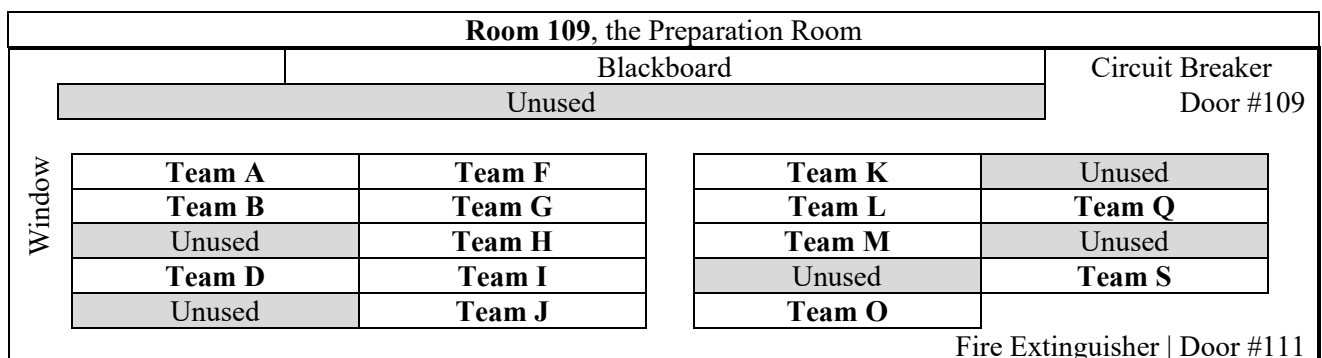 Room 109, the Preparation Room
Blackboard Circuit Breaker
Unused Door #109
Window
Team A Team F Team K Unused
Team B Team G Team L Team Q
Unused Team H Team M Unused
Team D Team I Unused Team S
Unused Team J Team O
Fire Extinguisher | Door #111